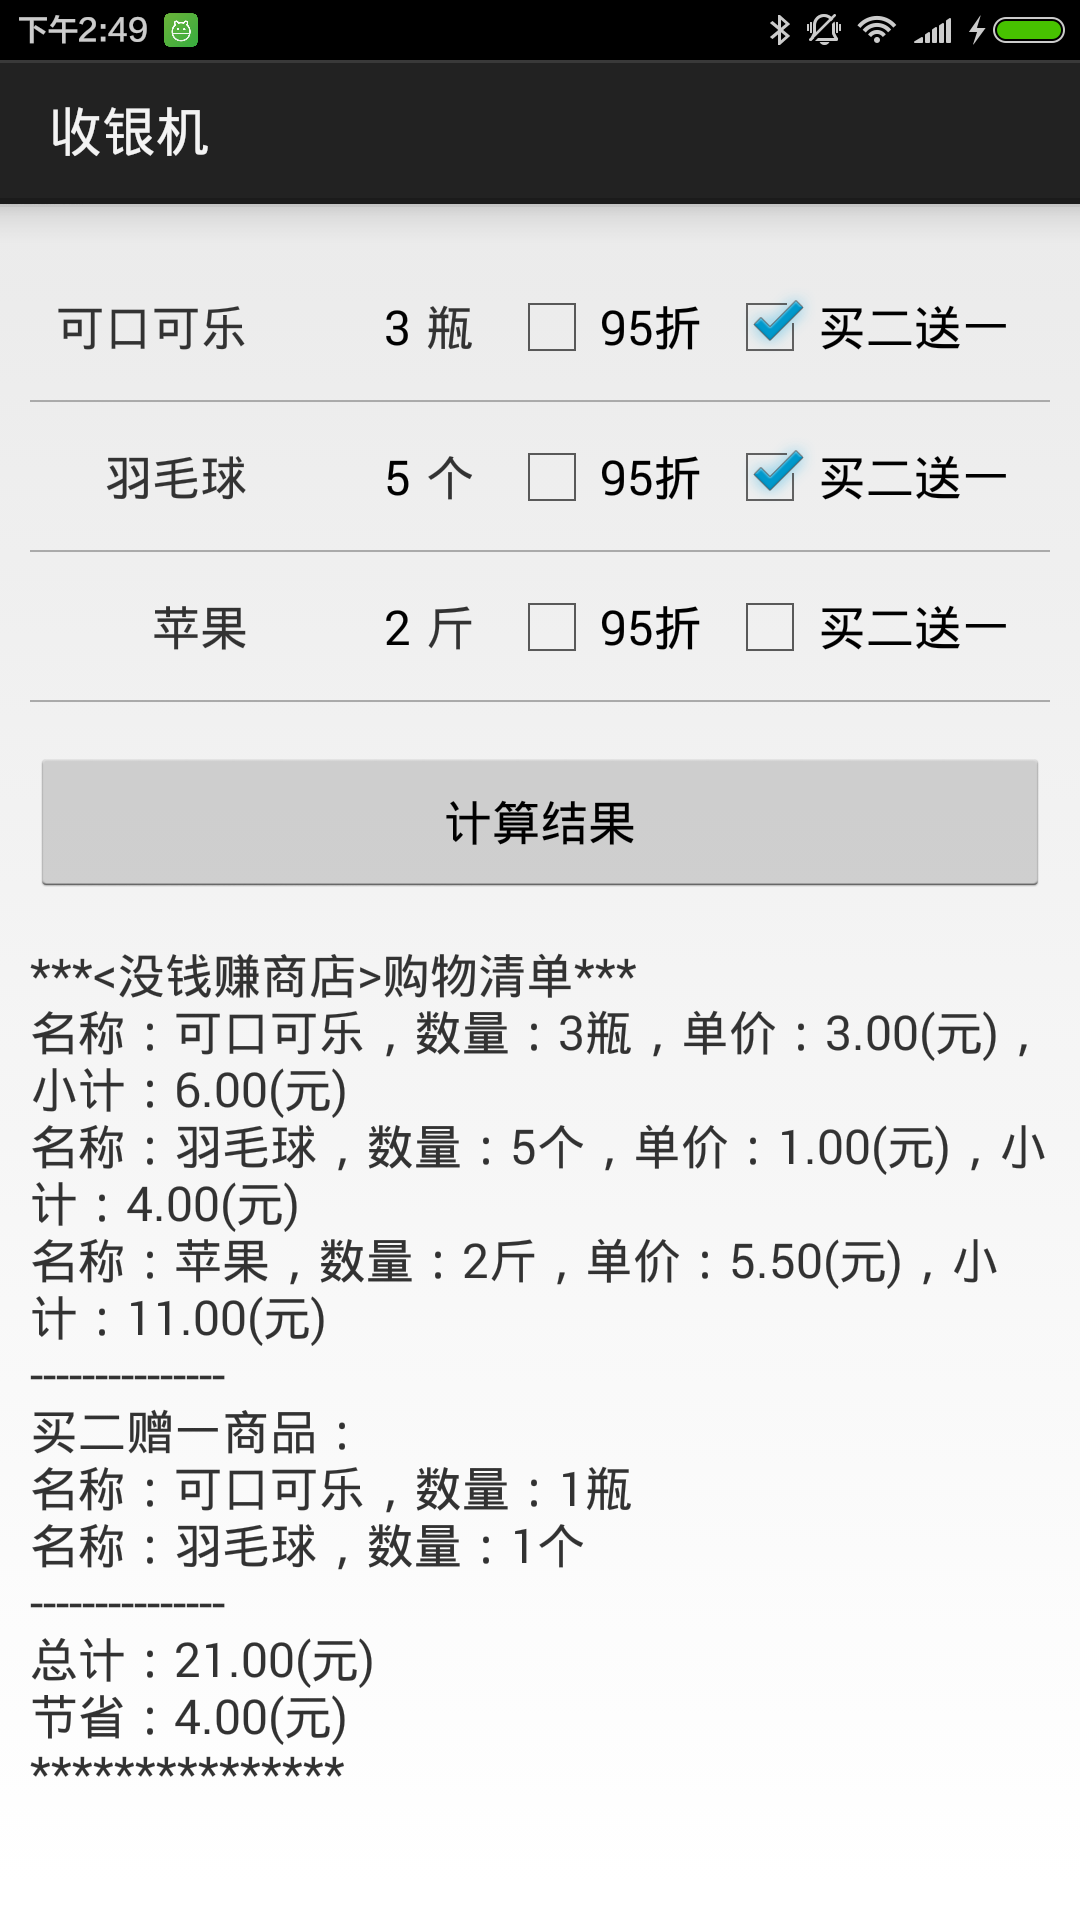 下午2:49
收银机
可口可乐 3 瓶 95折 买二送一
羽毛球 5 个 95折 买二送一
苹果 2 斤 95折 买二送一
计算结果
***<没钱赚商店>购物清单***
名称：可口可乐，数量：3瓶，单价：3.00(元)，
小计：6.00(元)
名称：羽毛球，数量：5个，单价：1.00(元)，小
计：4.00(元)
名称：苹果，数量：2斤，单价：5.50(元)，小
计：11.00(元)
---------------
买二赠一商品：
名称：可口可乐，数量：1瓶
名称：羽毛球，数量：1个
---------------
总计：21.00(元)
节省：4.00(元)
***************